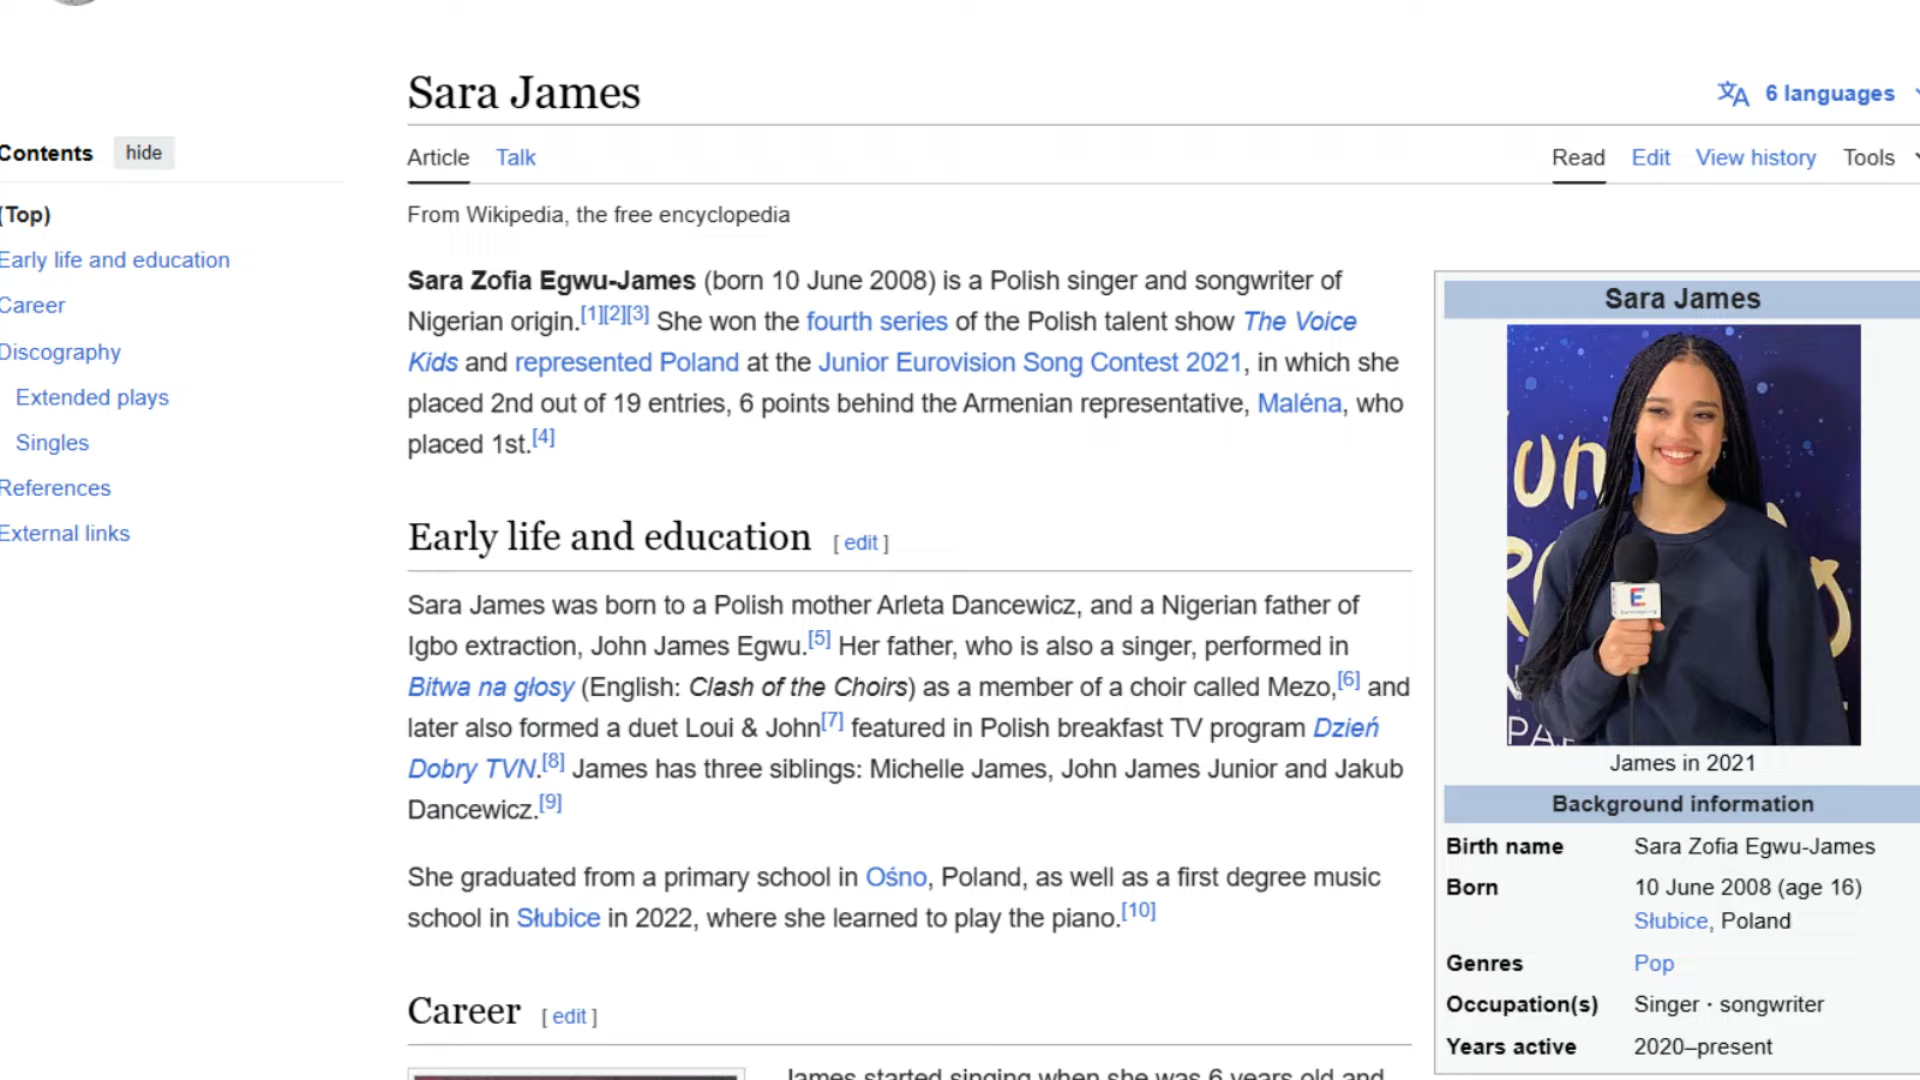 Sara James
6 languages
Contents
hide
Article
Talk
Read
Edit
View history
Tools
(Top)
Early life and education
Career
Discography
Extended plays
Singles
References
External links
From Wikipedia, the free encyclopedia
Sara Zofia Egwu-James (born 10 June 2008) is a Polish singer and songwriter of
Nigerian origin.[1][2][3] She won the fourth series of the Polish talent show The Voice
Kids and represented Poland at the Junior Eurovision Song Contest 2021, in which she
placed 2nd out of 19 entries, 6 points behind the Armenian representative, Maléna, who
placed 1st.[4]
Early life and education [ edit ]
Sara James was born to a Polish mother Arleta Dancewicz, and a Nigerian father of
Igbo extraction, John James Egwu.[5] Her father, who is also a singer, performed in
Bitwa na głosy (English: Clash of the Choirs) as a member of a choir called Mezo,[6] and
later also formed a duet Loui & John[7] featured in Polish breakfast TV program Dzień
Dobry TVN.[8] James has three siblings: Michelle James, John James Junior and Jakub
Dancewicz.[9]
She graduated from a primary school in Ośno, Poland, as well as a first degree music
school in Słubice in 2022, where she learned to play the piano.[10]
Career [ edit ]
James started singing when she was 6 years old and
Sara James
E
James in 2021
Background information
Birth name Sara Zofia Egwu-James
Born 10 June 2008 (age 16)
Słubice, Poland
Genres Pop
Occupation(s) Singer · songwriter
Years active 2020–present